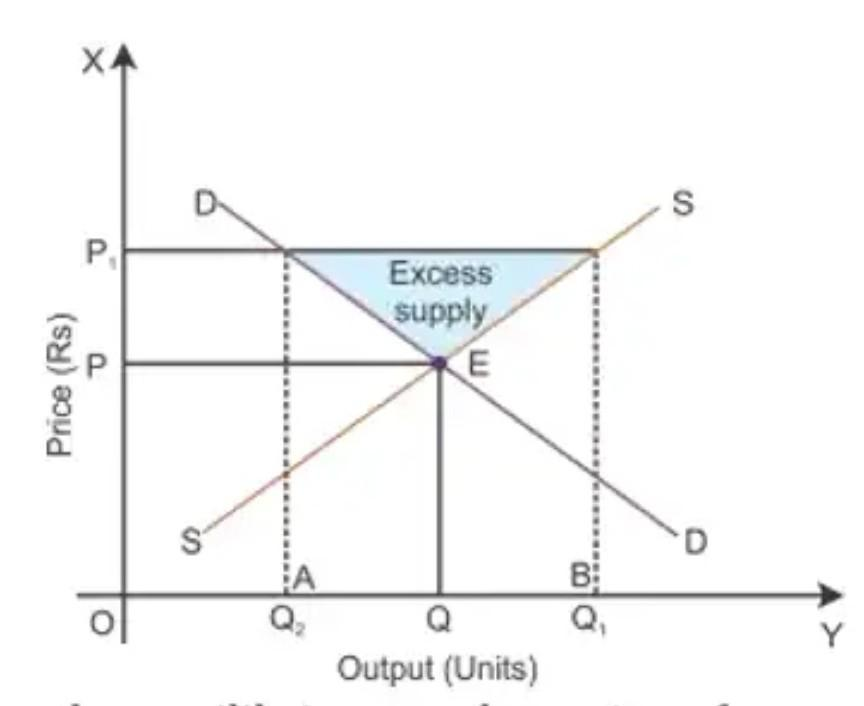 X
D
S
P₁
Excess
supply
P
E
Price (Rs)
S
D
A
B
O
Q₂
Q
Q₁
Y
Output (Units)